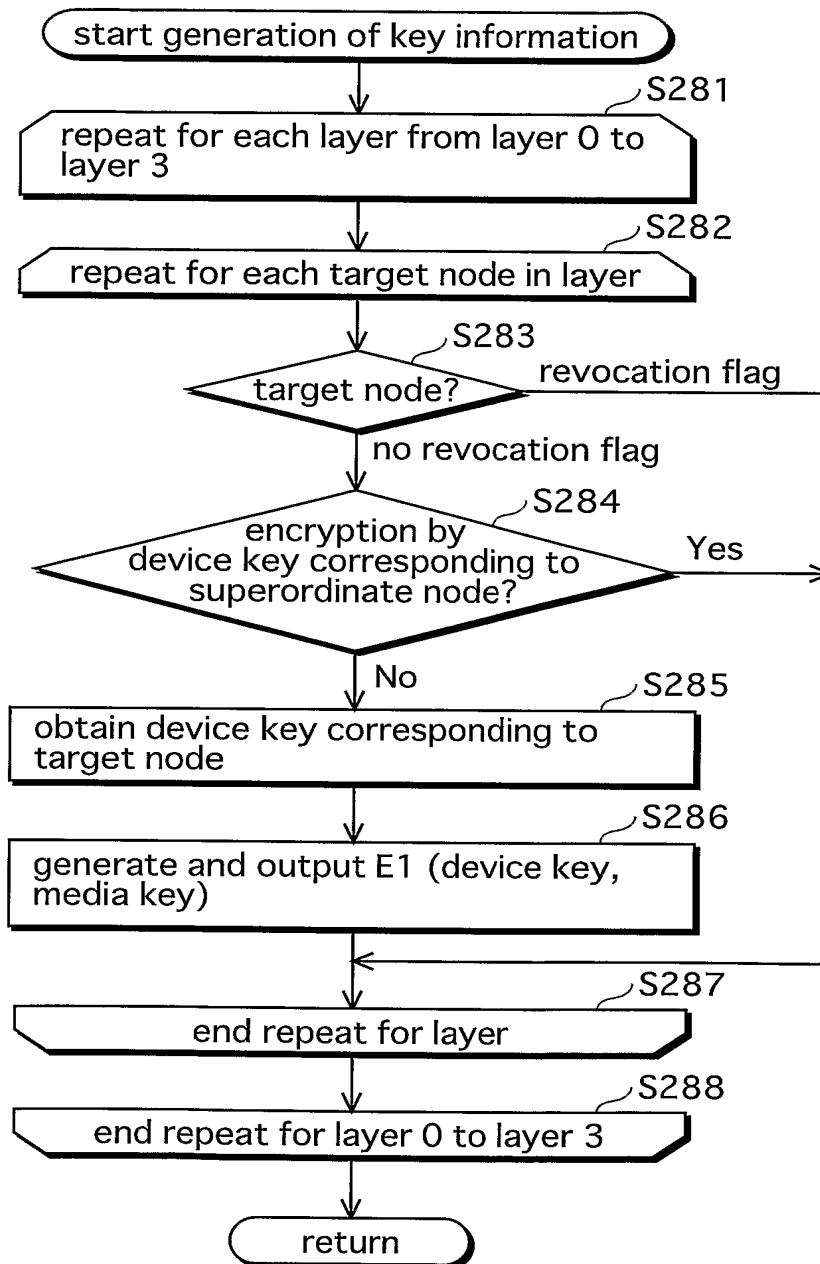 start generation of key information
S281
repeat for each layer from layer 0 to
layer 3
S282
repeat for each target node in layer
S283
target node?
revocation flag
no revocation flag
S284
encryption by
device key corresponding to
superordinate node?
Yes
No
S285
obtain device key corresponding to
target node
S286
generate and output E1 (device key,
media key)
S287
end repeat for layer
S288
end repeat for layer 0 to layer 3
return